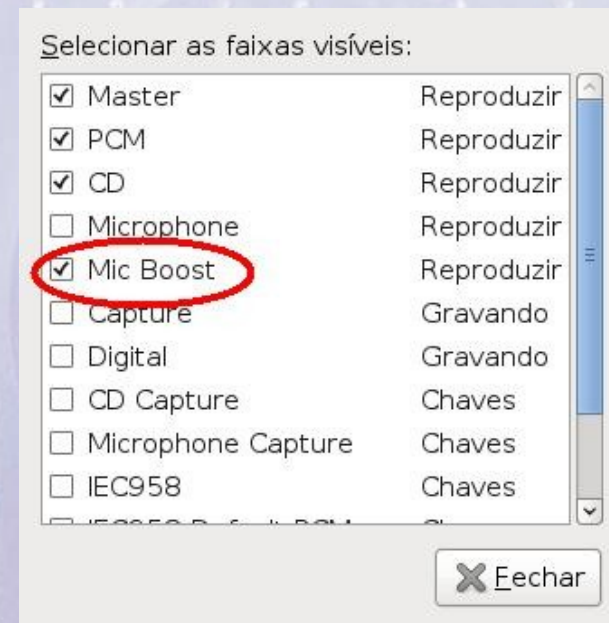 Selecionar as faixas visíveis:
Master Reproduzir
PCM Reproduzir
CD Reproduzir
Microphone Reproduzir
Mic Boost Reproduzir
Capture Gravando
Digital Gravando
CD Capture Chaves
Microphone Capture Chaves
IEC958 Chaves
Fechar